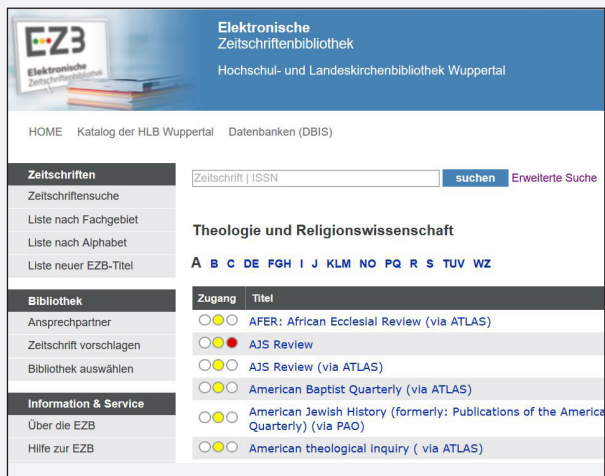 EZB
Elektronische
Zeitschriftenbibliothek
Elektronische
Zeitschriftenbibliothek
Hochschul- und Landeskirchenbibliothek Wuppertal
HOME Katalog der HLB Wuppertal Datenbanken (DBIS)
Zeitschriften
Zeitschriftensuche
Liste nach Fachgebiet
Liste nach Alphabet
Liste neuer EZB-Titel
Bibliothek
Ansprechpartner
Zeitschrift vorschlagen
Bibliothek auswählen
Information & Service
Über die EZB
Hilfe zur EZB
Zeitschrift | ISSN suchen Erweiterte Suche
Theologie und Religionswissenschaft
A B C DE FGH I J KLM NO PQ R S TUV WZ
Zugang Titel
AFER: African Ecclesial Review (via ATLAS)
AJS Review
AJS Review (via ATLAS)
American Baptist Quarterly (via ATLAS)
American Jewish History (formerly: Publications of the America
Quarterly) (via PAO)
American theological inquiry ( via ATLAS)